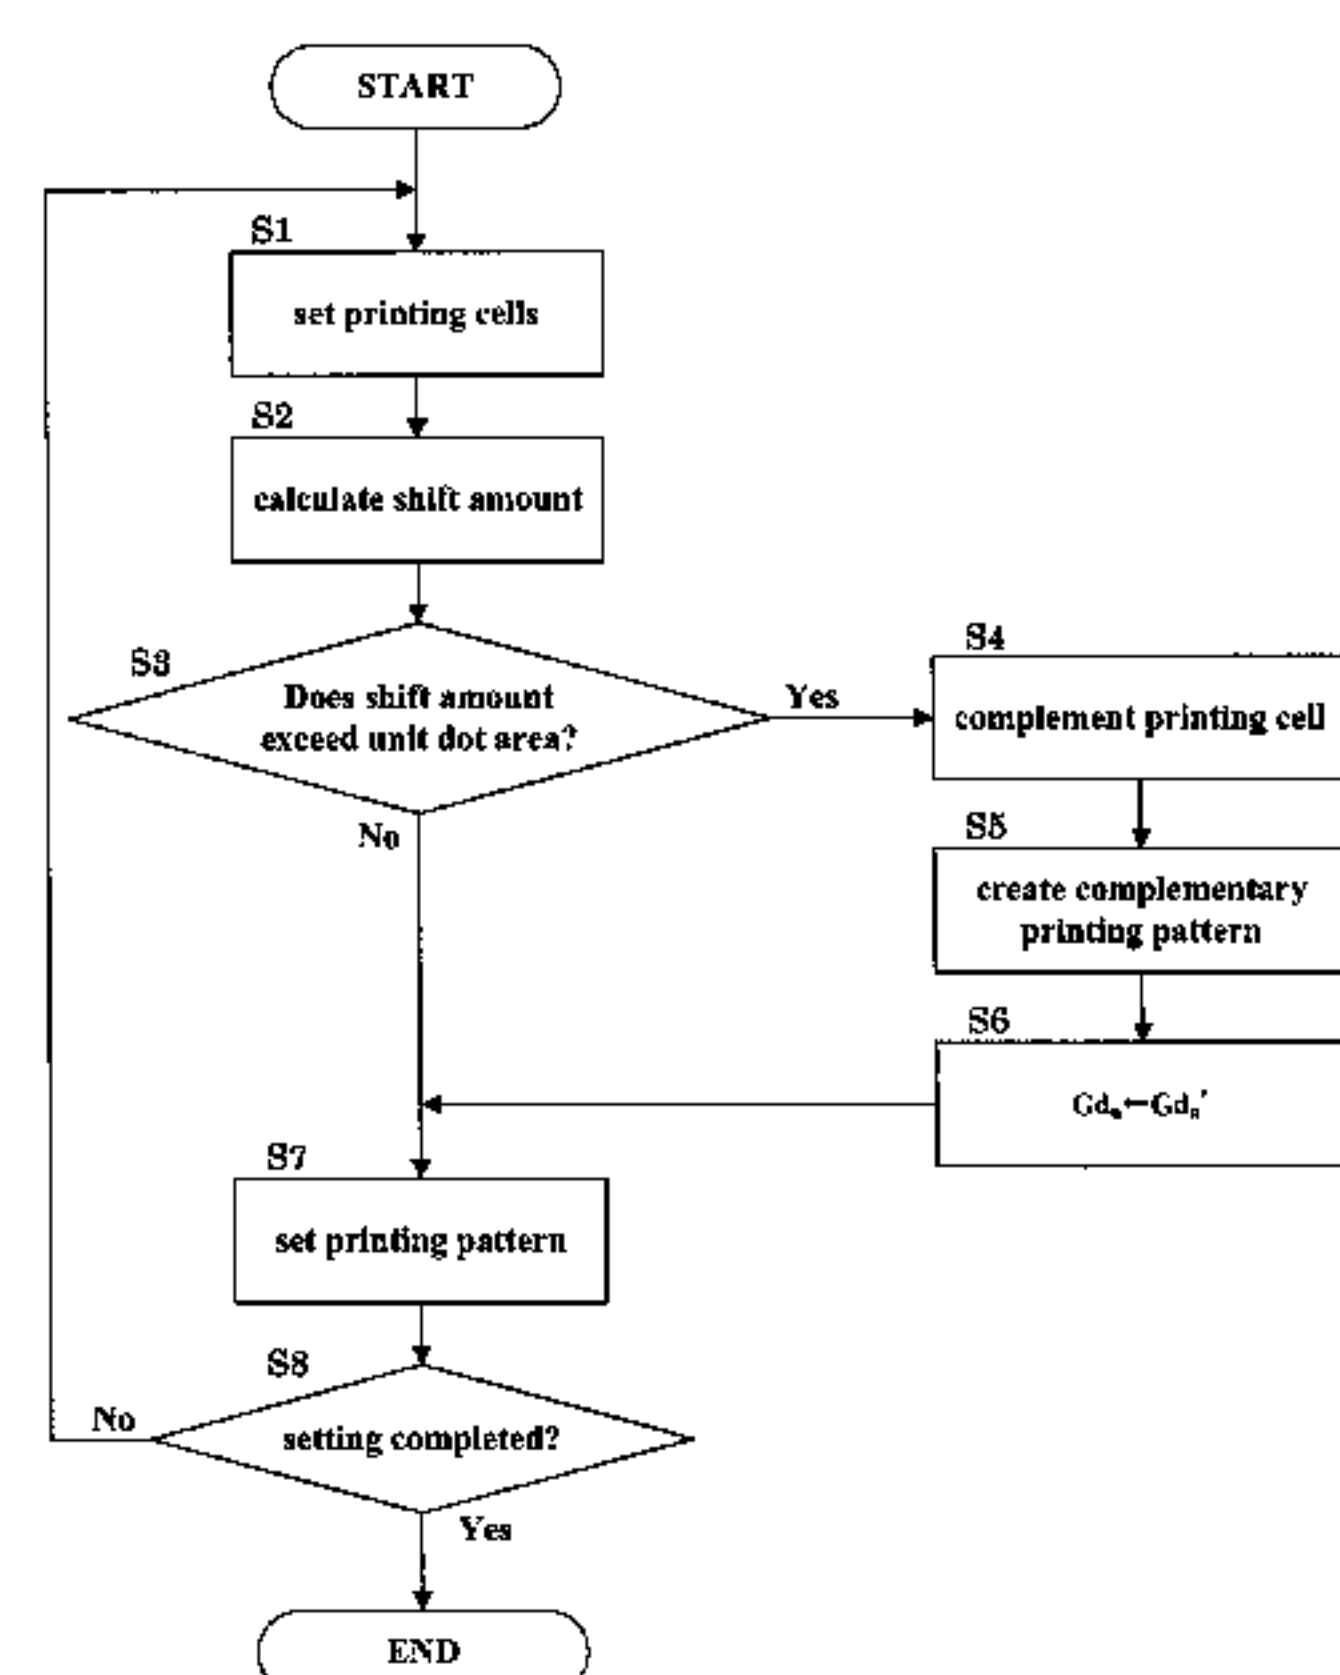 START
S1
set printing cells
S2
calculate shift amount
S3
Does shift amount
exceed unit dot area?
Yes
No
S4
complement printing cell
S5
create complementary
printing pattern
S6
Gdₙ←Gdₙ'
S7
set printing pattern
S8
setting completed?
No
Yes
END